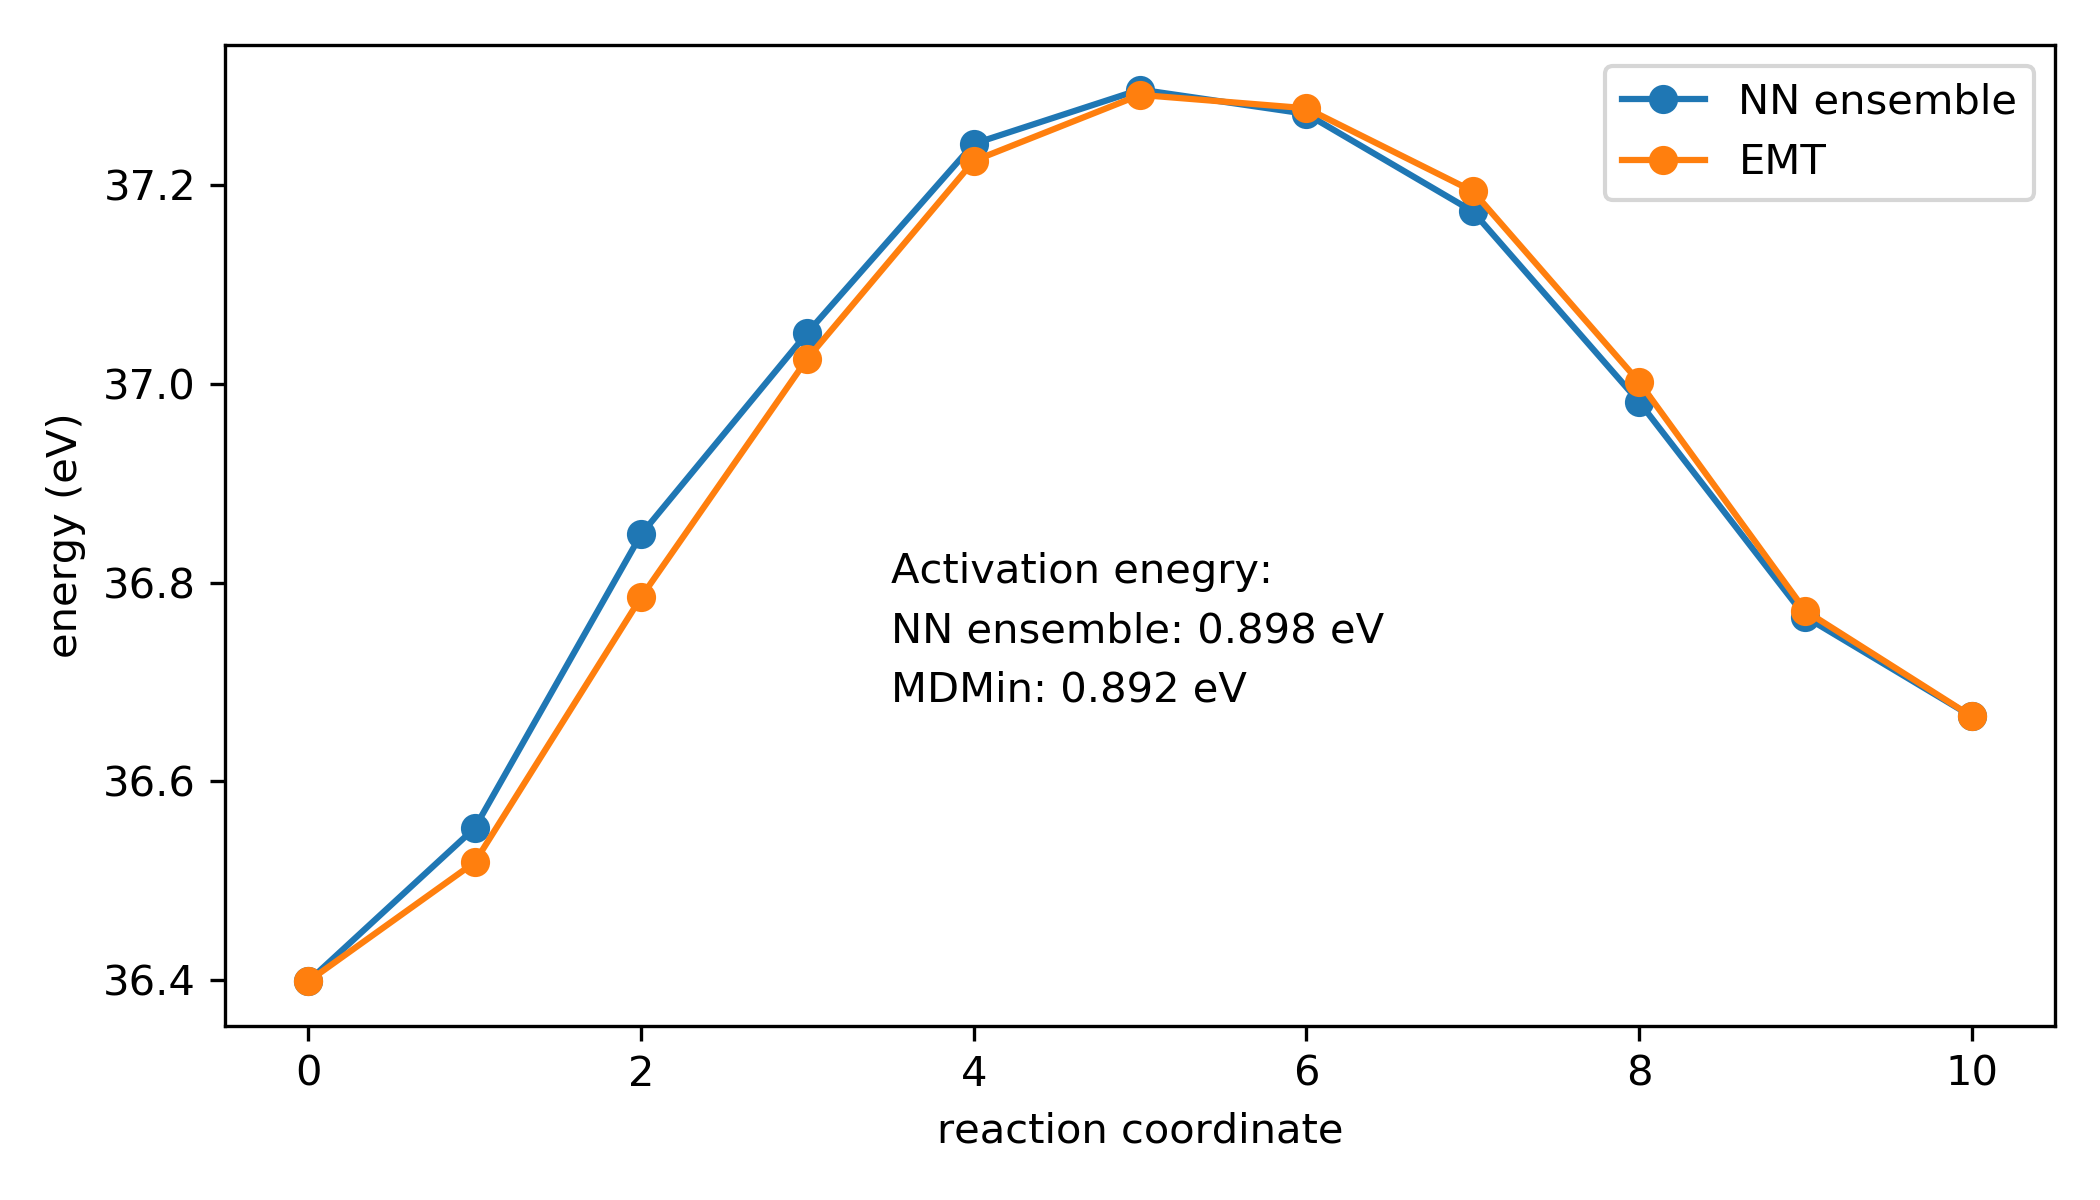 NN ensemble
EMT
37.2
37.0
36.8
36.6
36.4
energy (eV)
Activation enegry:
NN ensemble: 0.898 eV
MDMin: 0.892 eV
0 2 4 6 8 10
reaction coordinate